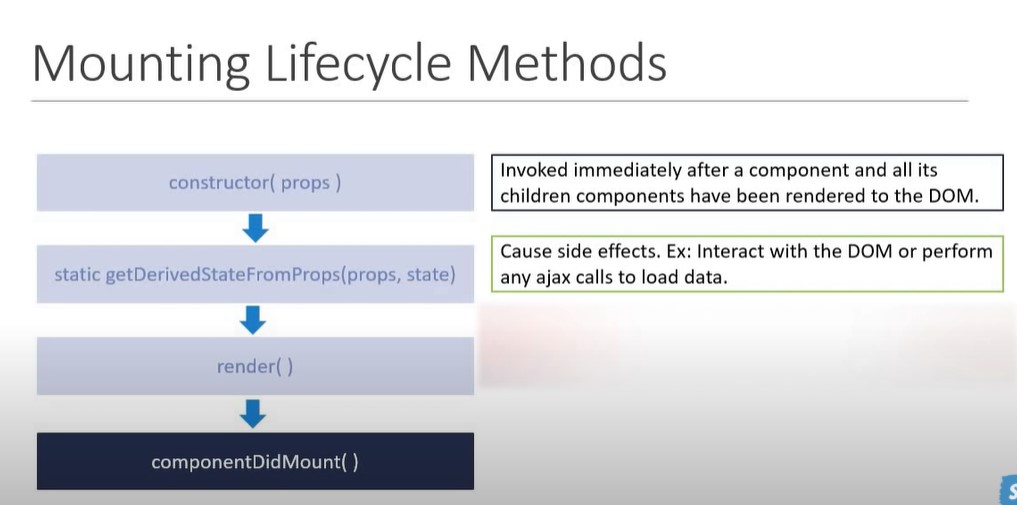 Mounting Lifecycle Methods
constructor( props )
static getDerivedStateFromProps(props, state)
render( )
componentDidMount( )
Invoked immediately after a component and all its
children components have been rendered to the DOM.
Cause side effects. Ex: Interact with the DOM or perform
any ajax calls to load data.
S